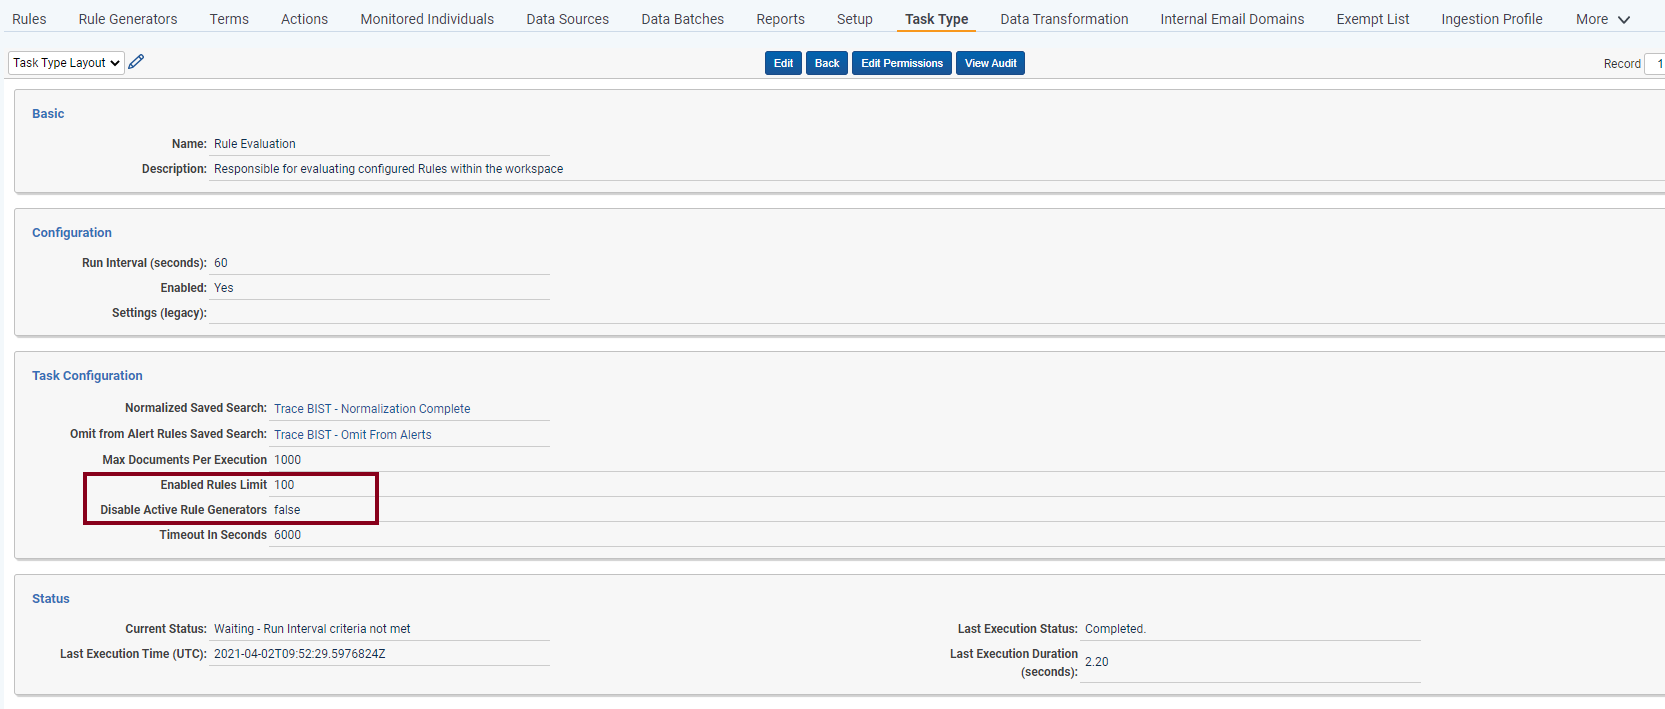 Rules Rule Generators Terms Actions Monitored Individuals Data Sources Data Batches Reports Setup Task Type Data Transformation Internal Email Domains Exempt List Ingestion Profile More
Task Type Layout Edit Back Edit Permissions View Audit Record 1
Basic
Name: Rule Evaluation
Description: Responsible for evaluating configured Rules within the workspace
Configuration
Run Interval (seconds): 60
Enabled: Yes
Settings (legacy):
Task Configuration
Normalized Saved Search: Trace BIST - Normalization Complete
Omit from Alert Rules Saved Search: Trace BIST - Omit From Alerts
Max Documents Per Execution 1000
Enabled Rules Limit 100
Disable Active Rule Generators false
Timeout In Seconds 6000
Status
Current Status: Waiting - Run Interval criteria not met
Last Execution Time (UTC): 2021-04-02T09:52:29.5976824Z
Last Execution Status: Completed.
Last Execution Duration
(seconds): 2.20